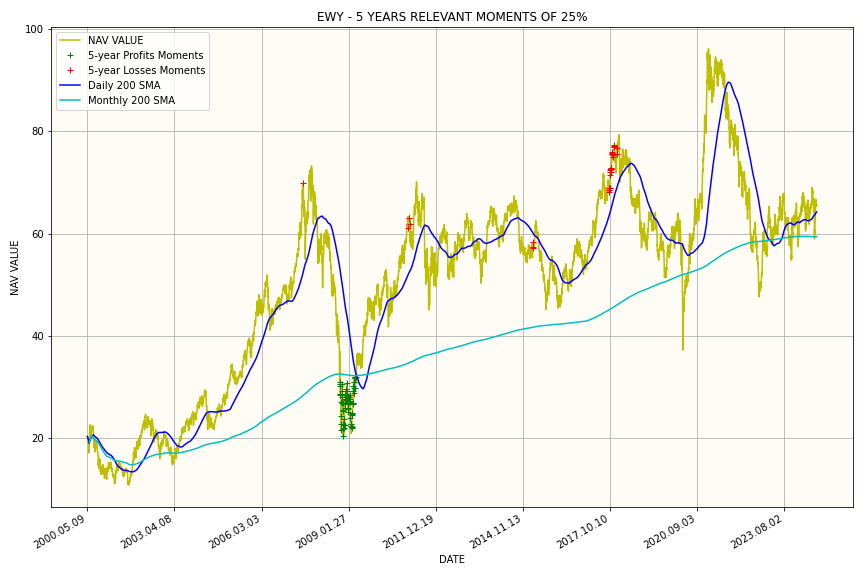 EWY - 5 YEARS RELEVANT MOMENTS OF 25%
NAV VALUE
5-year Profits Moments
5-year Losses Moments
Daily 200 SMA
Monthly 200 SMA
100
80
60
40
20
NAV VALUE
2000.05.09
2003.04.08
2006.03.03
2009.01.27
2011.12.19
2014.11.13
2017.10.10
2020.09.03
2023.08.02
DATE